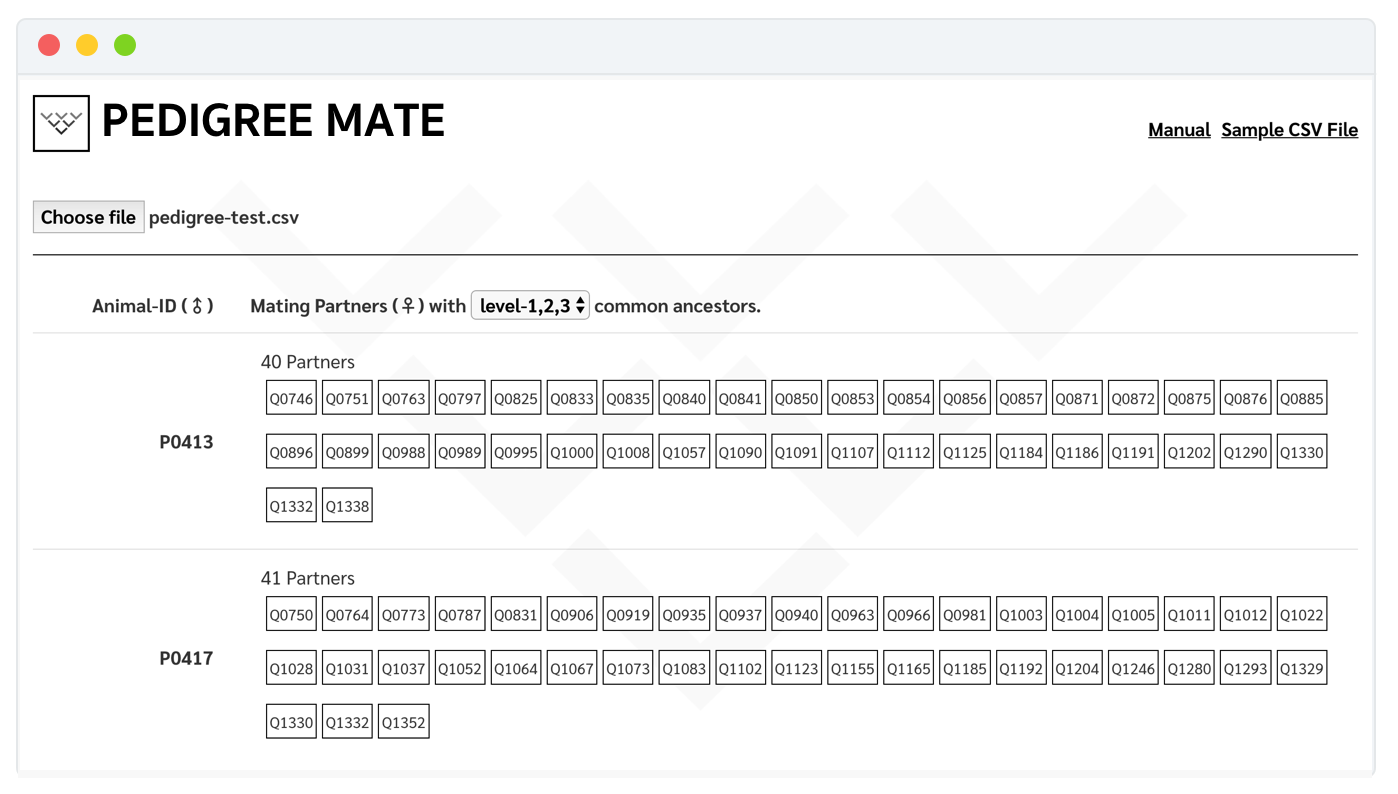 PEDIGREE MATE
Manual Sample CSV File
Choose file pedigree-test.csv
Animal-ID (⚦) Mating Partners (♀) with level-1,2,3 common ancestors.
40 Partners
Q0746 Q0751 Q0763 Q0797 Q0825 Q0833 Q0835 Q0840 Q0841 Q0850 Q0853 Q0854 Q0856 Q0857 Q0871 Q0872 Q0875 Q0876 Q0885
P0413
Q0896 Q0899 Q0988 Q0989 Q0995 Q1000 Q1008 Q1057 Q1090 Q1091 Q1107 Q1112 Q1125 Q1184 Q1186 Q1191 Q1202 Q1290 Q1330
Q1332 Q1338
41 Partners
Q0750 Q0764 Q0773 Q0787 Q0831 Q0906 Q0919 Q0935 Q0937 Q0940 Q0963 Q0966 Q0981 Q1003 Q1004 Q1005 Q1011 Q1012 Q1022
P0417
Q1028 Q1031 Q1037 Q1052 Q1064 Q1067 Q1073 Q1083 Q1102 Q1123 Q1155 Q1165 Q1185 Q1192 Q1204 Q1246 Q1280 Q1293 Q1329
Q1330 Q1332 Q1352